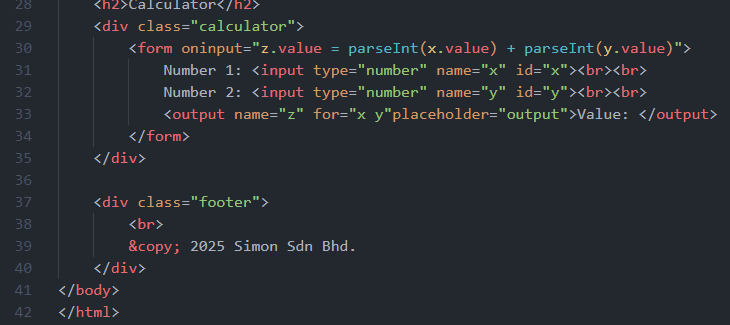 28 <h2>Calculator</h2>
29 <div class="calculator">
30 <form oninput="z.value = parseInt(x.value) + parseInt(y.value)">
31 Number 1: <input type="number" name="x" id="x"><br><br>
32 Number 2: <input type="number" name="y" id="y"><br><br>
33 <output name="z" for="x y"placeholder="output">Value: </output>
34 </form>
35 </div>
36
37 <div class="footer">
38 <br>
39 &copy; 2025 Simon Sdn Bhd.
40 </div>
41 </body>
42 </html>